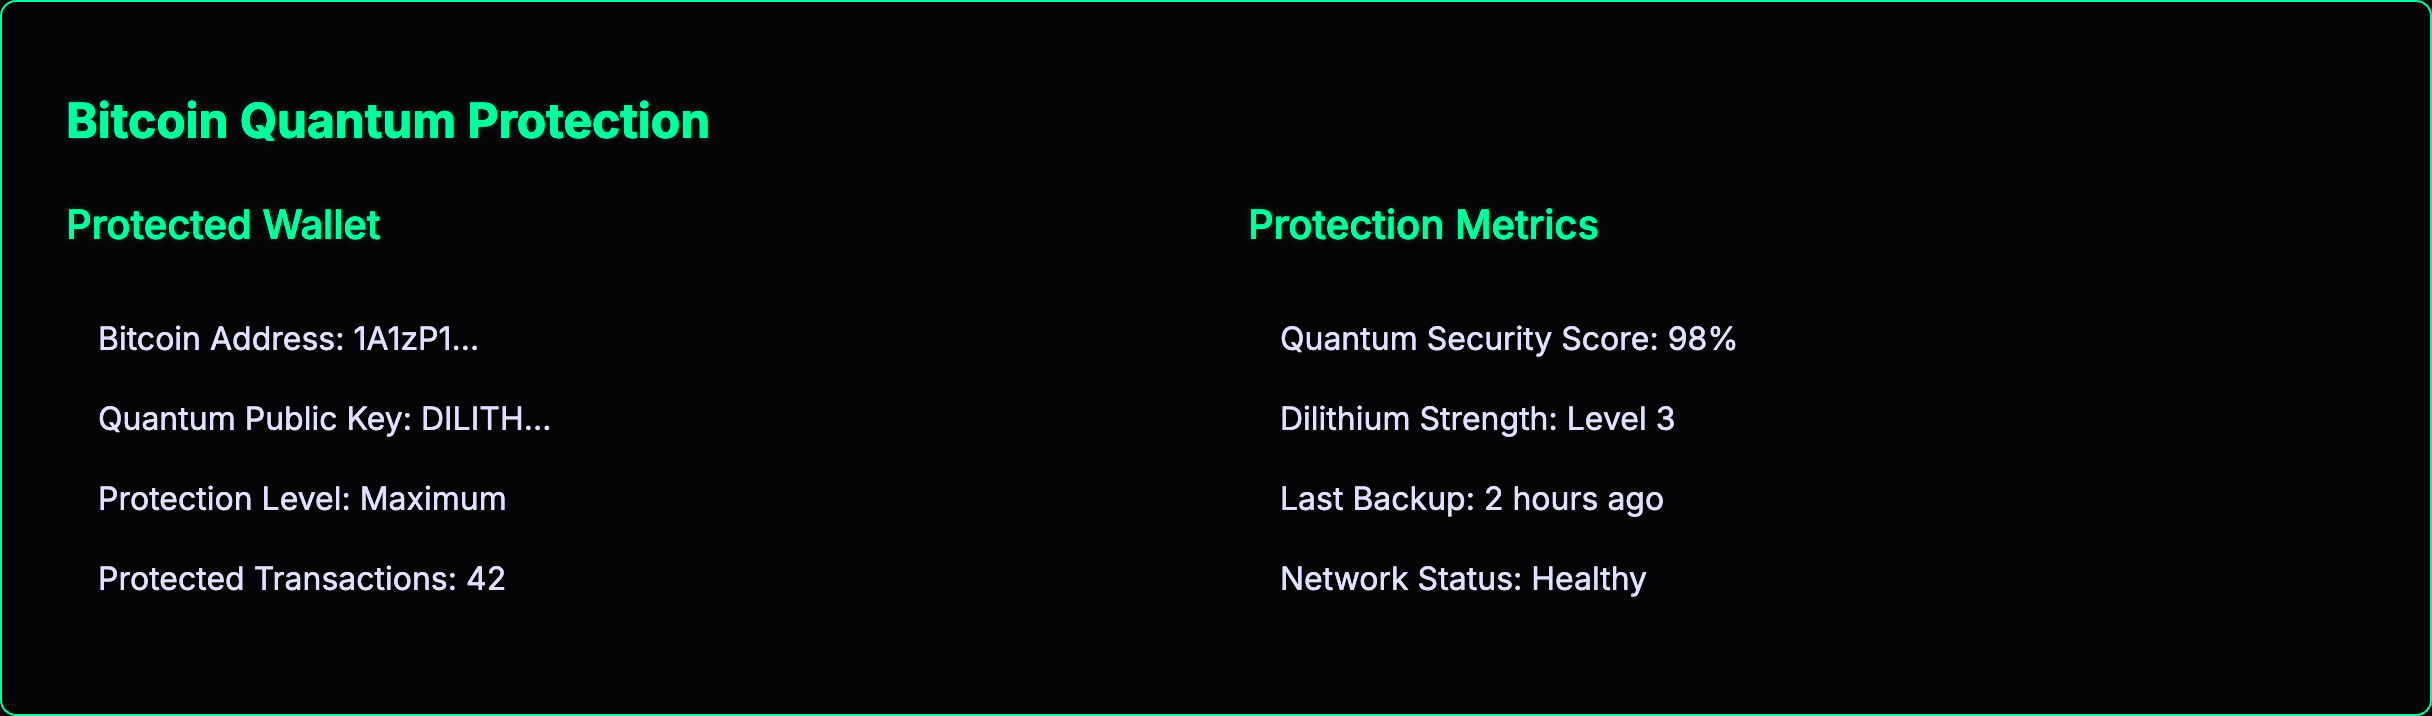 Bitcoin Quantum Protection
Protected Wallet
Bitcoin Address: 1A1zP1...
Quantum Public Key: DILITH...
Protection Level: Maximum
Protected Transactions: 42
Protection Metrics
Quantum Security Score: 98%
Dilithium Strength: Level 3
Last Backup: 2 hours ago
Network Status: Healthy